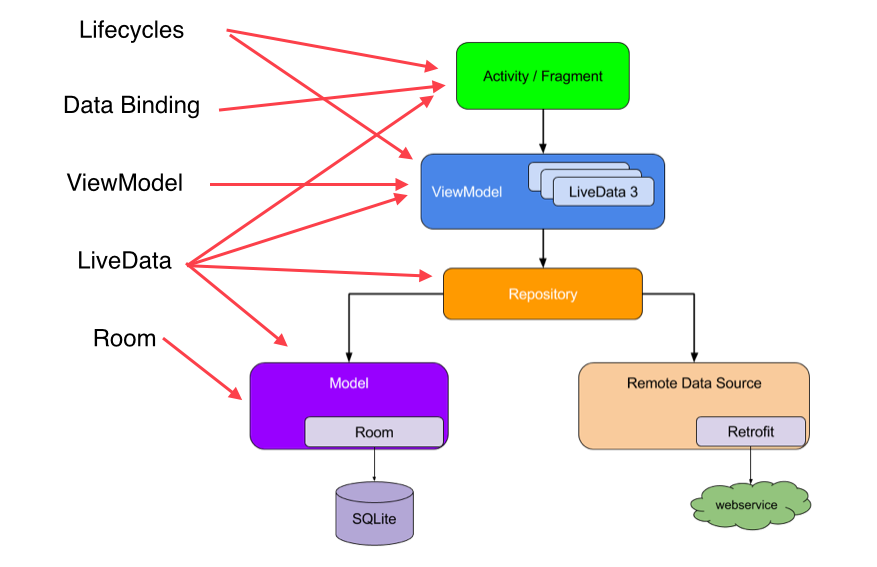 Lifecycles
Data Binding
ViewModel
LiveData
Room
Activity / Fragment
ViewModel
LiveData 3
Repository
Model
Room
SQLite
Remote Data Source
Retrofit
webservice